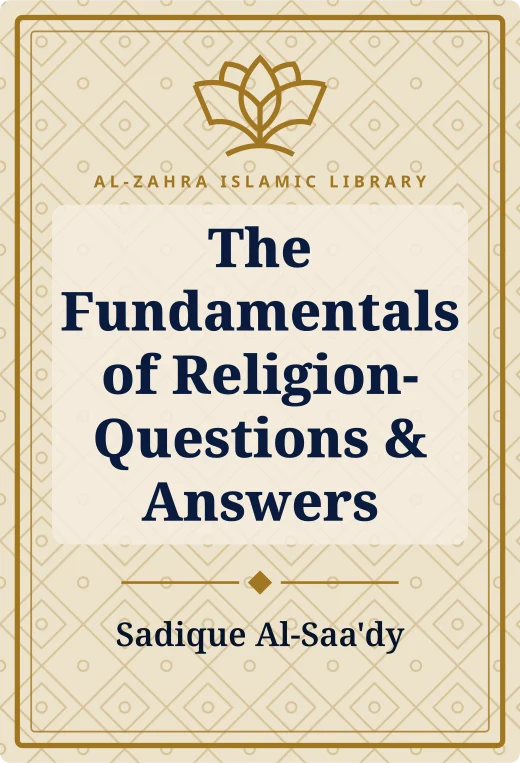 AL-ZAHRA ISLAMIC LIBRARY
The
Fundamentals
of Religion-
Questions &
Answers
Sadique Al-Saa'dy